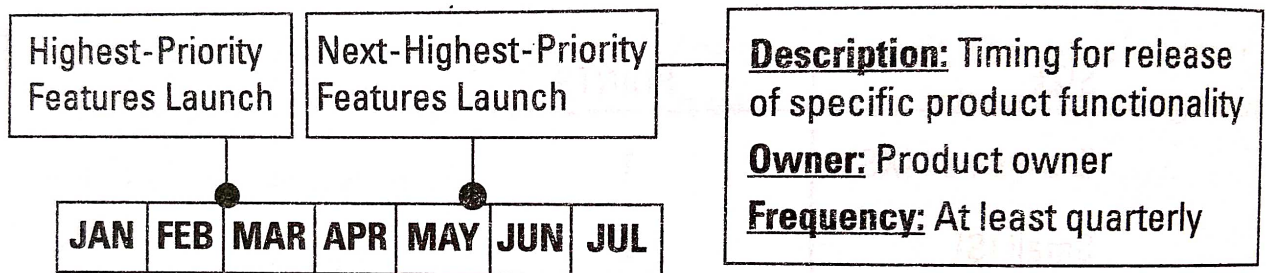 Highest-Priority
Features Launch
Next-Highest-Priority
Features Launch
Description: Timing for release
of specific product functionality
Owner: Product owner
Frequency: At least quarterly
JAN FEB MAR APR MAY JUN JUL